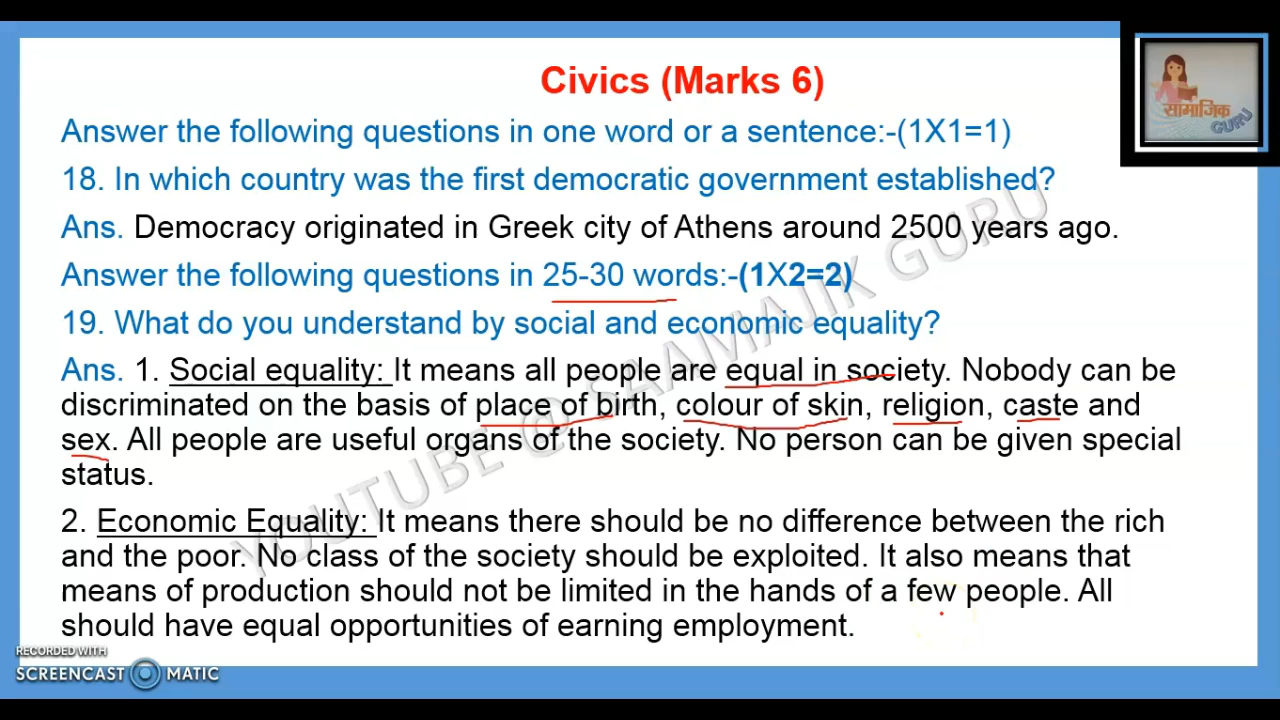 Civics (Marks 6)
सामाजिक
GURU
Answer the following questions in one word or a sentence:-(1X1=1)
18. In which country was the first democratic government established?
Ans. Democracy originated in Greek city of Athens around 2500 years ago.
Answer the following questions in 25-30 words:-(1X2=2)
19. What do you understand by social and economic equality?
Ans. 1. Social equality: It means all people are equal in society. Nobody can be
discriminated on the basis of place of birth, colour of skin, religion, caste and
sex. All people are useful organs of the society. No person can be given special
status.
2. Economic Equality: It means there should be no difference between the rich
and the poor. No class of the society should be exploited. It also means that
means of production should not be limited in the hands of a few people. All
should have equal opportunities of earning employment.
YOUTUBE @ SAAMAJIK GURU
RECORDED WITH
SCREENCAST MATIC